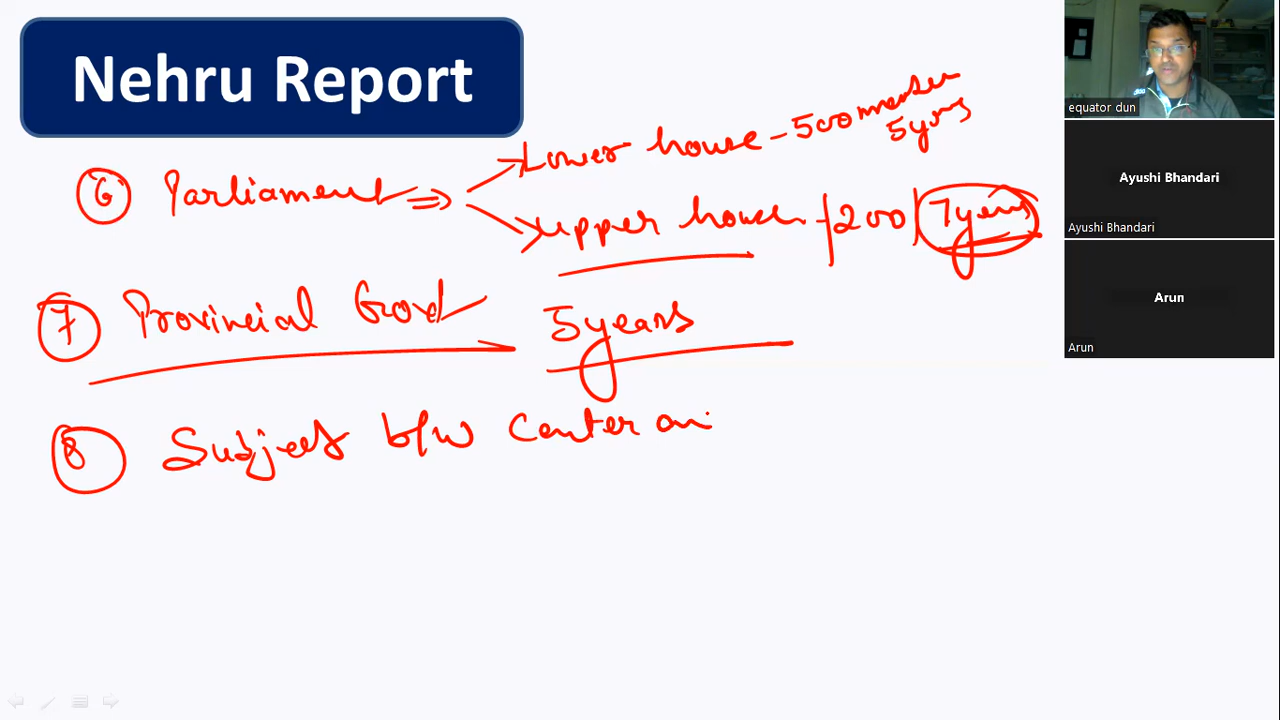 Nehru Report
6 Parliament ⇒
Lower house - 500 member
5 yrs
Upper house - 200 7 years
7 Provincial Govt 5 years
8 Subject b/w Center an
equator dun
Ayushi Bhandari
Ayushi Bhandari
Arun
Arun